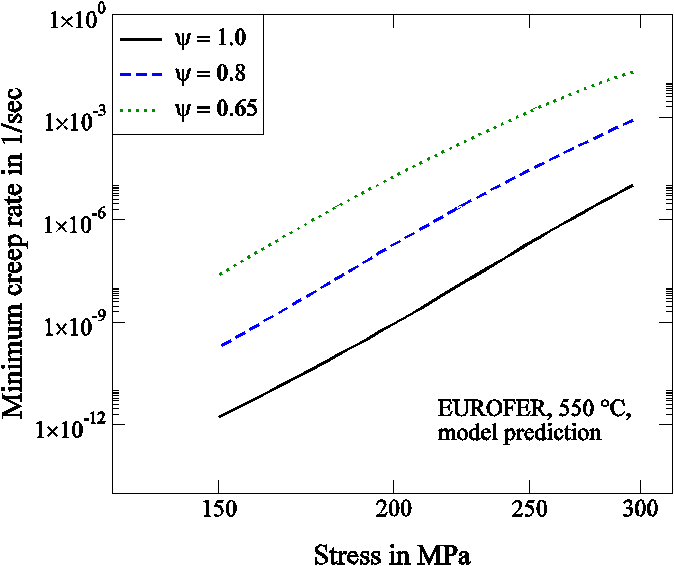 1×10⁰
ψ = 1.0
ψ = 0.8
ψ = 0.65
1×10⁻³
1×10⁻⁶
1×10⁻⁹
1×10⁻¹²
Minimum creep rate in 1/sec
EUROFER, 550 °C,
model prediction
150 200 250 300
Stress in MPa